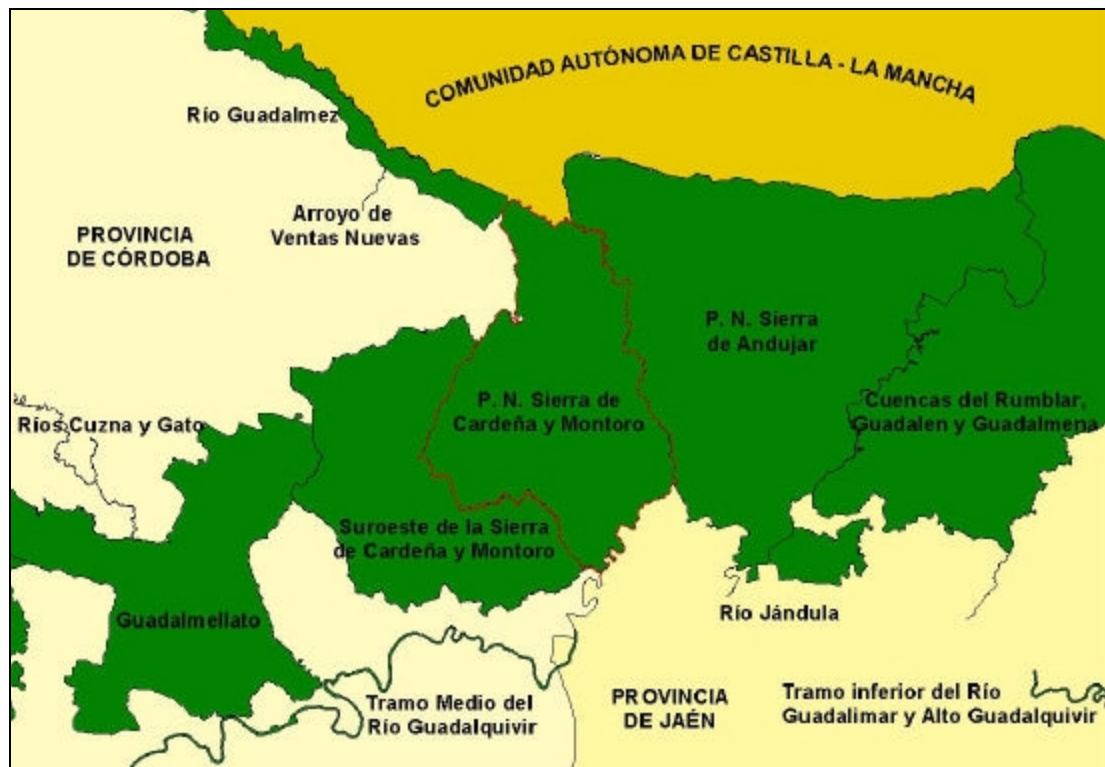 COMUNIDAD AUTÓNOMA DE CASTILLA - LA MANCHA
Río Guadalmez
Arroyo de
Ventas Nuevas
PROVINCIA
DE CÓRDOBA
P. N. Sierra
de Andujar
P. N. Sierra de
Cardeña y Montoro
Cuencas del Rumblar,
Guadalen y Guadalmena
Ríos Cuzna y Gato
Suroeste de la Sierra
de Cardeña y Montoro
Guadalmellato
Río Jándula
Tramo Medio del
Río Guadalquivir
PROVINCIA
DE JAÉN
Tramo inferior del Río
Guadalimar y Alto Guadalquivir